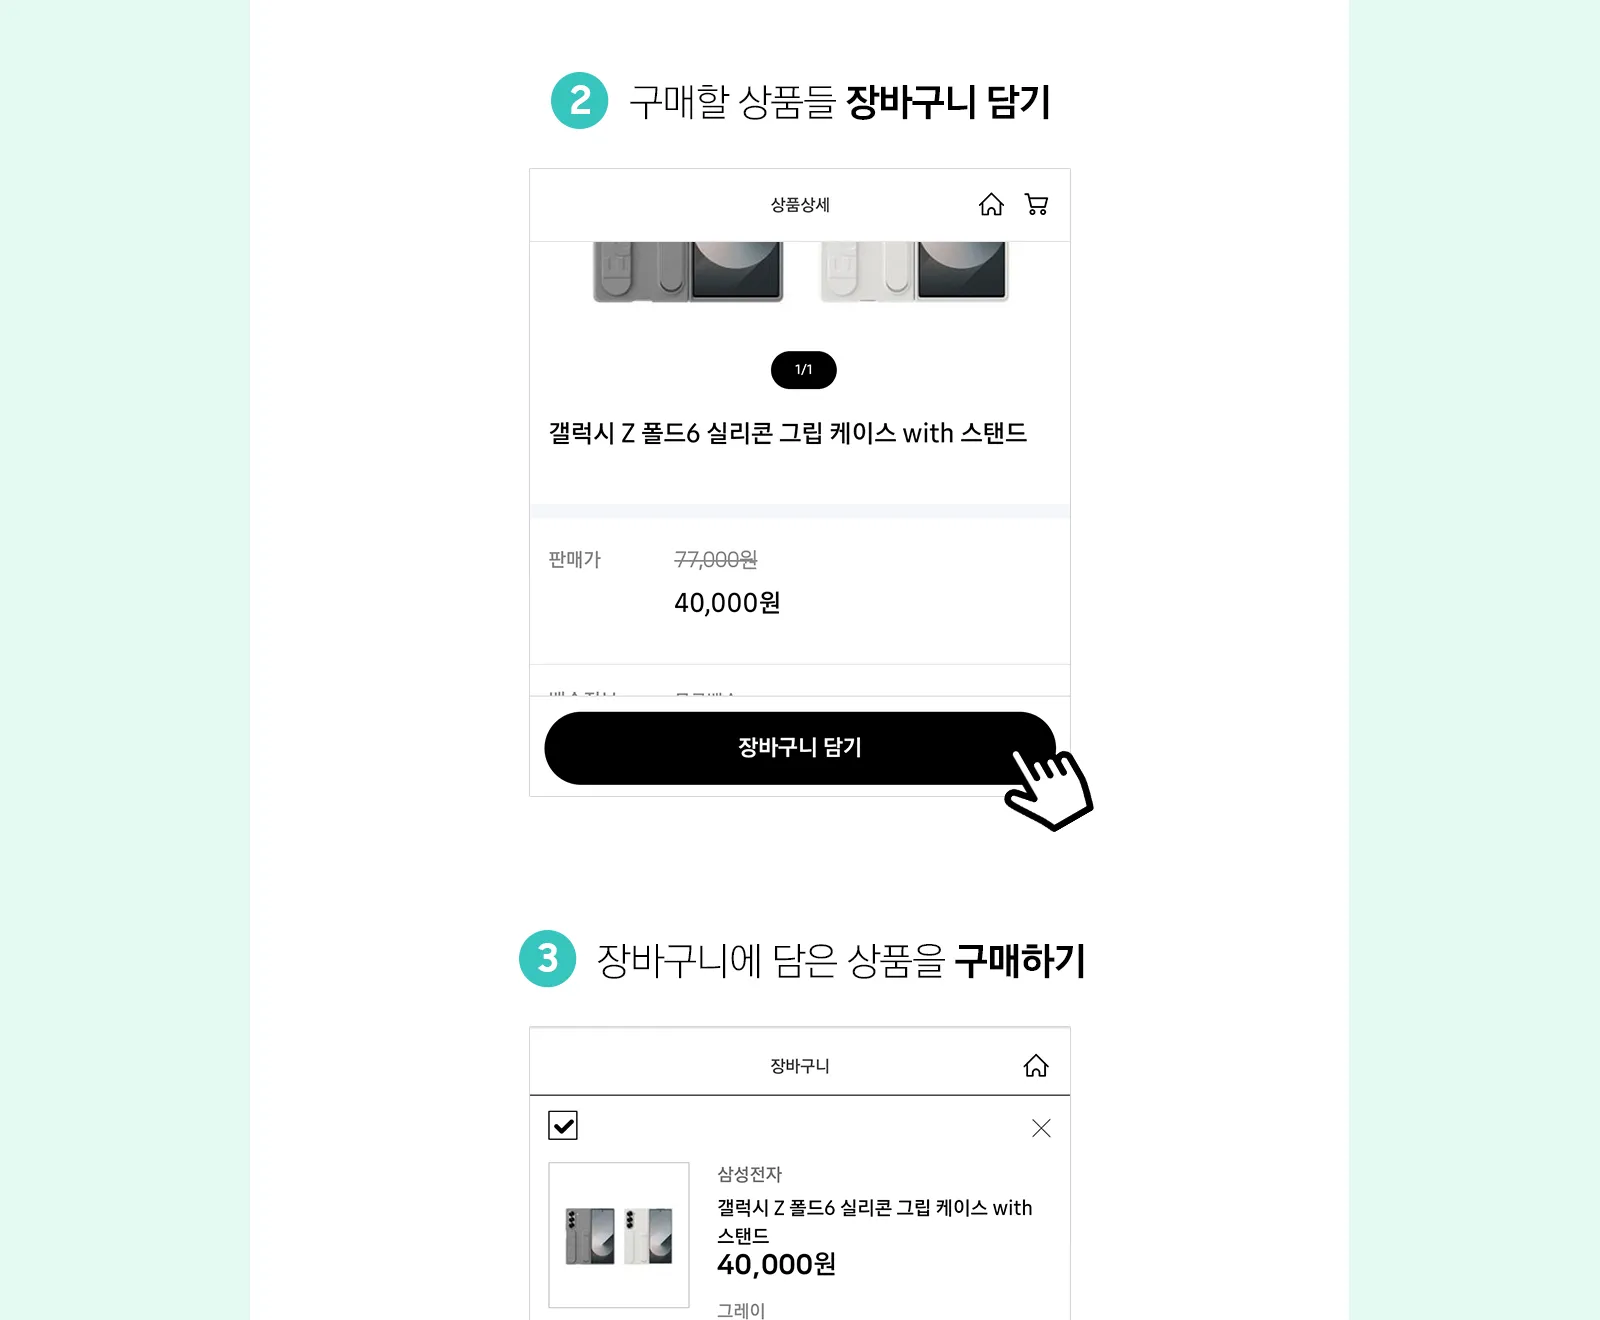 2 구매할 상품들 장바구니 담기
상품상세
1/1
갤럭시 Z 폴드6 실리콘 그립 케이스 with 스탠드
판매가 77,000원
40,000원
장바구니 담기
3 장바구니에 담은 상품을 구매하기
장바구니
삼성전자
갤럭시 Z 폴드6 실리콘 그립 케이스 with
스탠드
40,000원
그레이